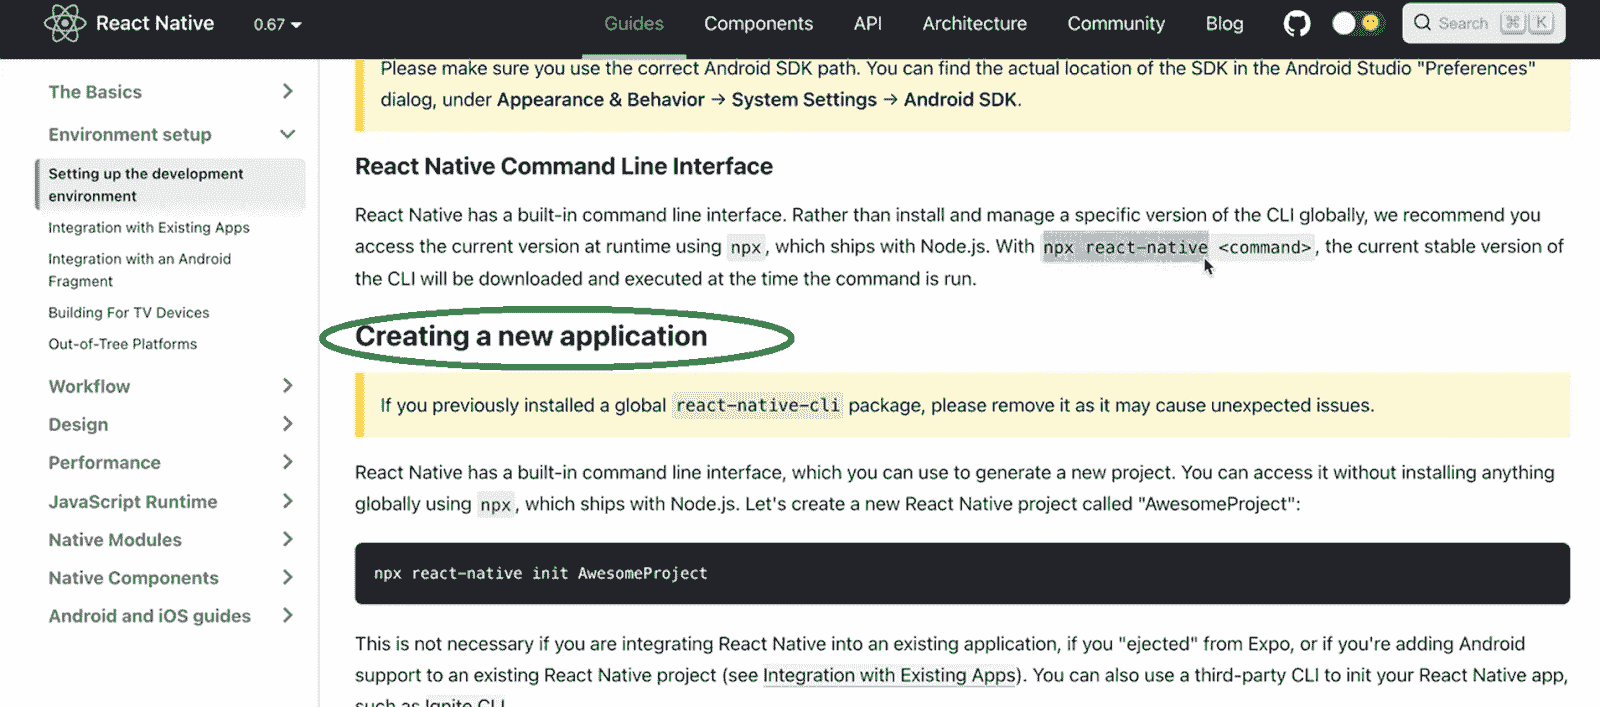 React Native
0.67
Guides
Components
API
Architecture
Community
Blog
Search ⌘ K
The Basics
Environment setup
Setting up the development
environment
Integration with Existing Apps
Integration with an Android
Fragment
Building For TV Devices
Out-of-Tree Platforms
Workflow
Design
Performance
JavaScript Runtime
Native Modules
Native Components
Android and iOS guides
Please make sure you use the correct Android SDK path. You can find the actual location of the SDK in the Android Studio "Preferences"
dialog, under Appearance & Behavior → System Settings → Android SDK.
React Native Command Line Interface
React Native has a built-in command line interface. Rather than install and manage a specific version of the CLI globally, we recommend you
access the current version at runtime using npx, which ships with Node.js. With npx react-native <command>, the current stable version of
the CLI will be downloaded and executed at the time the command is run.
Creating a new application
If you previously installed a global react-native-cli package, please remove it as it may cause unexpected issues.
React Native has a built-in command line interface, which you can use to generate a new project. You can access it without installing anything
globally using npx, which ships with Node.js. Let's create a new React Native project called "AwesomeProject":
npx react-native init AwesomeProject
This is not necessary if you are integrating React Native into an existing application, if you "ejected" from Expo, or if you're adding Android
support to an existing React Native project (see Integration with Existing Apps). You can also use a third-party CLI to init your React Native app,
such as Ignite CLI